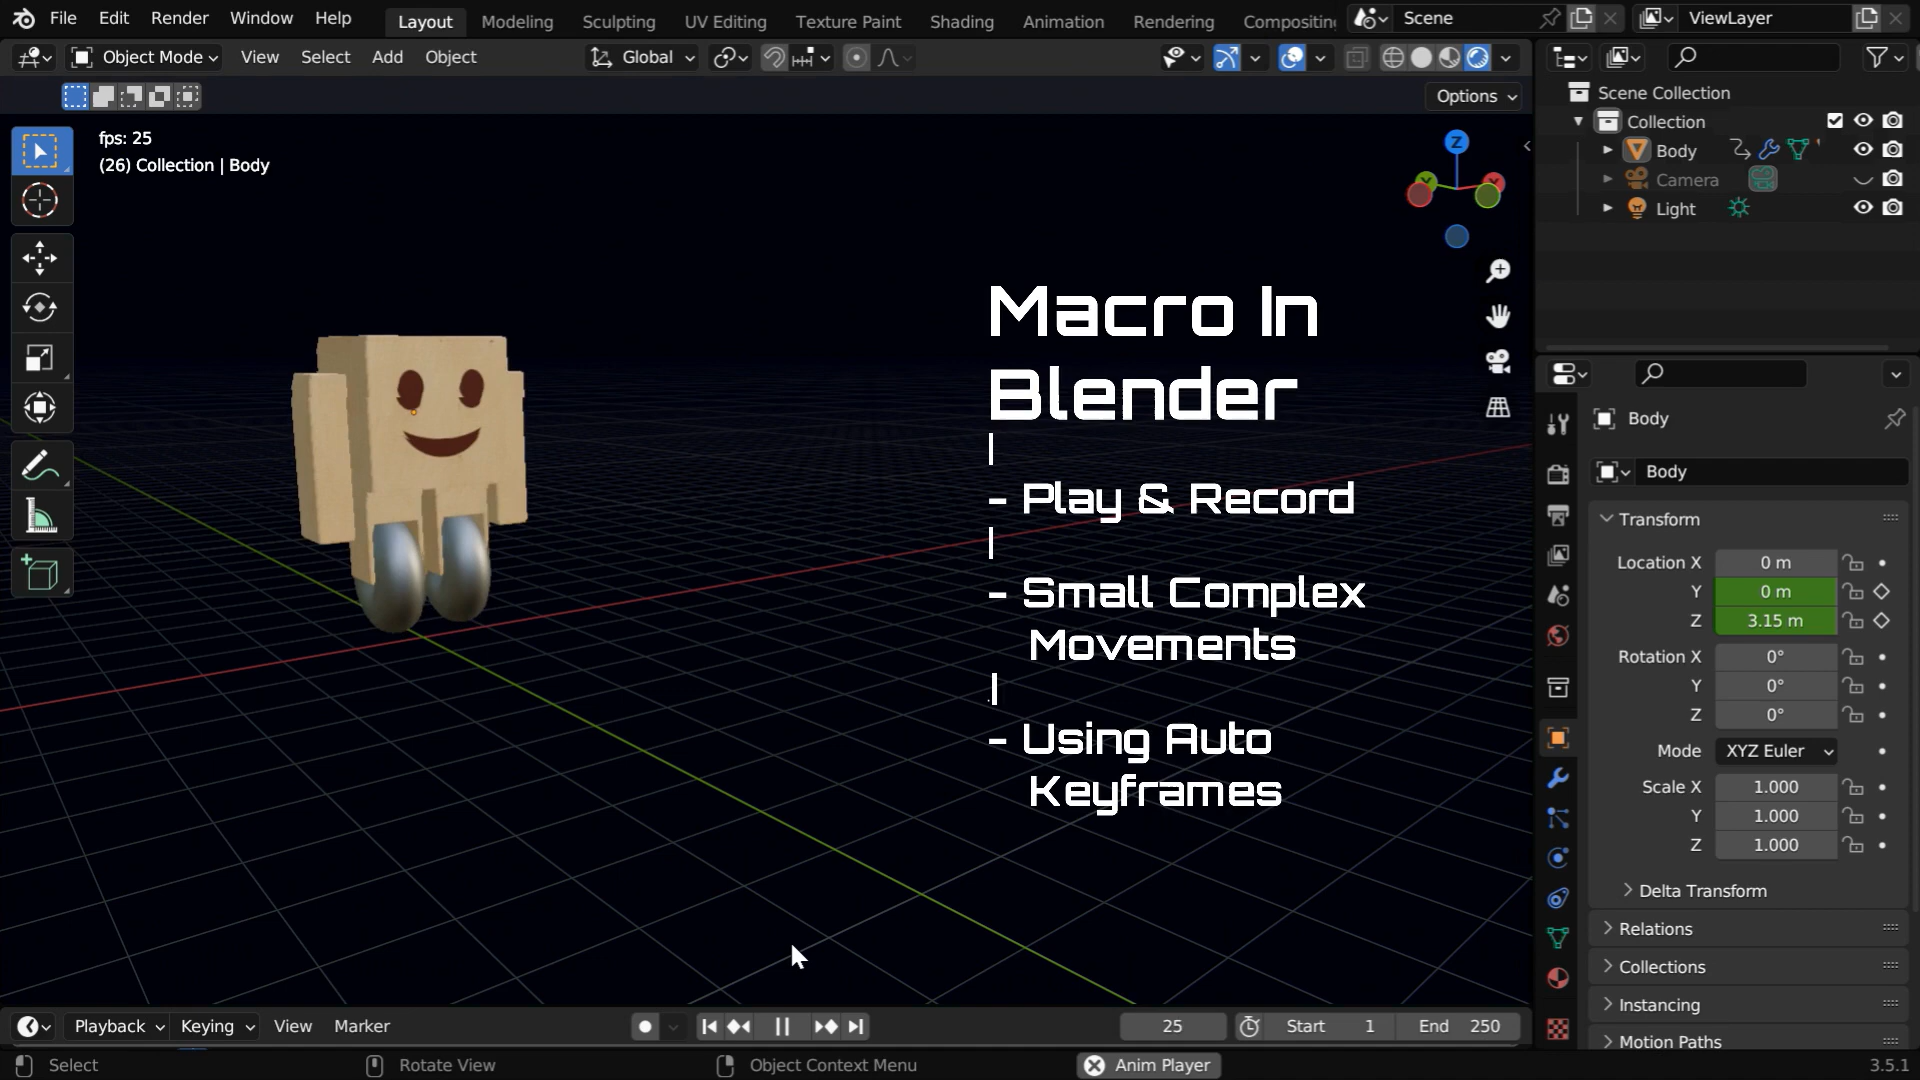 File Edit Render Window Help Layout Modeling Sculpting UV Editing Texture Paint Shading Animation Rendering Compositing Scene ViewLayer
Object Mode View Select Add Object Global
Options
fps: 25
(26) Collection | Body
Z
Scene Collection
Collection
Body
Camera
Light
Macro In
Blender
|
- Play & Record
|
- Small Complex
Movements
|
- Using Auto
Keyframes
Body
Body
Transform
Location X 0 m
Y 0 m
Z 3.15 m
Rotation X 0°
Y 0°
Z 0°
Mode XYZ Euler
Scale X 1.000
Y 1.000
Z 1.000
Delta Transform
Relations
Collections
Instancing
Motion Paths
Playback Keying View Marker 25 Start 1 End 250
Select Rotate View Object Context Menu Anim Player 3.5.1